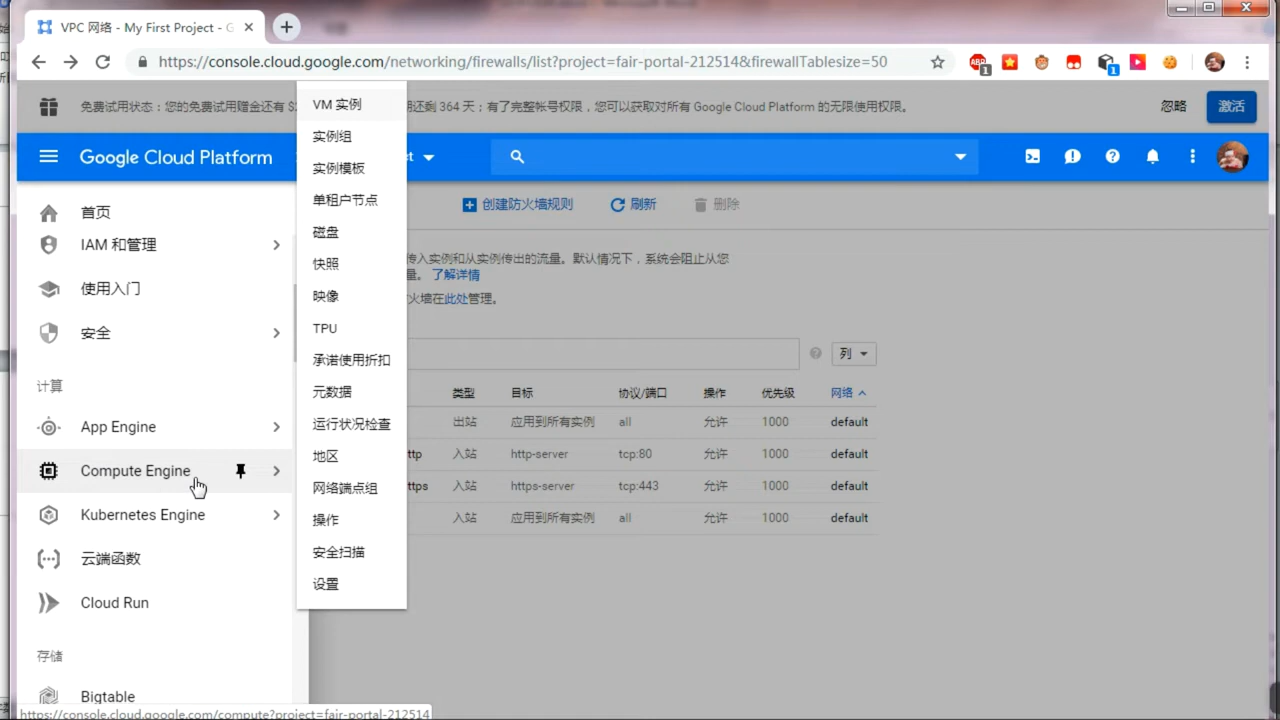 VPC 网络 - My First Project - G
https://console.cloud.google.com/networking/firewalls/list?project=fair-portal-212514&firewallTablesize=50
ABP
1
1
免费试用状态：您的免费试用赠金还有 $
还剩 364 天；有了完整帐号权限，您可以获取对所有 Google Cloud Platform 的无限使用权限。
忽略
激活
Google Cloud Platform
首页
IAM 和管理
使用入门
安全
计算
App Engine
Compute Engine
Kubernetes Engine
云端函数
Cloud Run
存储
Bigtable
VM 实例
实例组
实例模板
单租户节点
磁盘
快照
映像
TPU
承诺使用折扣
元数据
运行状况检查
地区
网络端点组
操作
安全扫描
设置
创建防火墙规则
刷新
删除
传入实例和从实例传出的流量。默认情况下，系统会阻止从您
量。 了解详情
火墙在此处管理。
列
类型 目标 协议/端口 操作 优先级 网络
出站 应用到所有实例 all 允许 1000 default
ttp 入站 http-server tcp:80 允许 1000 default
ttps 入站 https-server tcp:443 允许 1000 default
入站 应用到所有实例 all 允许 1000 default
https://console.cloud.google.com/compute?project=fair-portal-212514